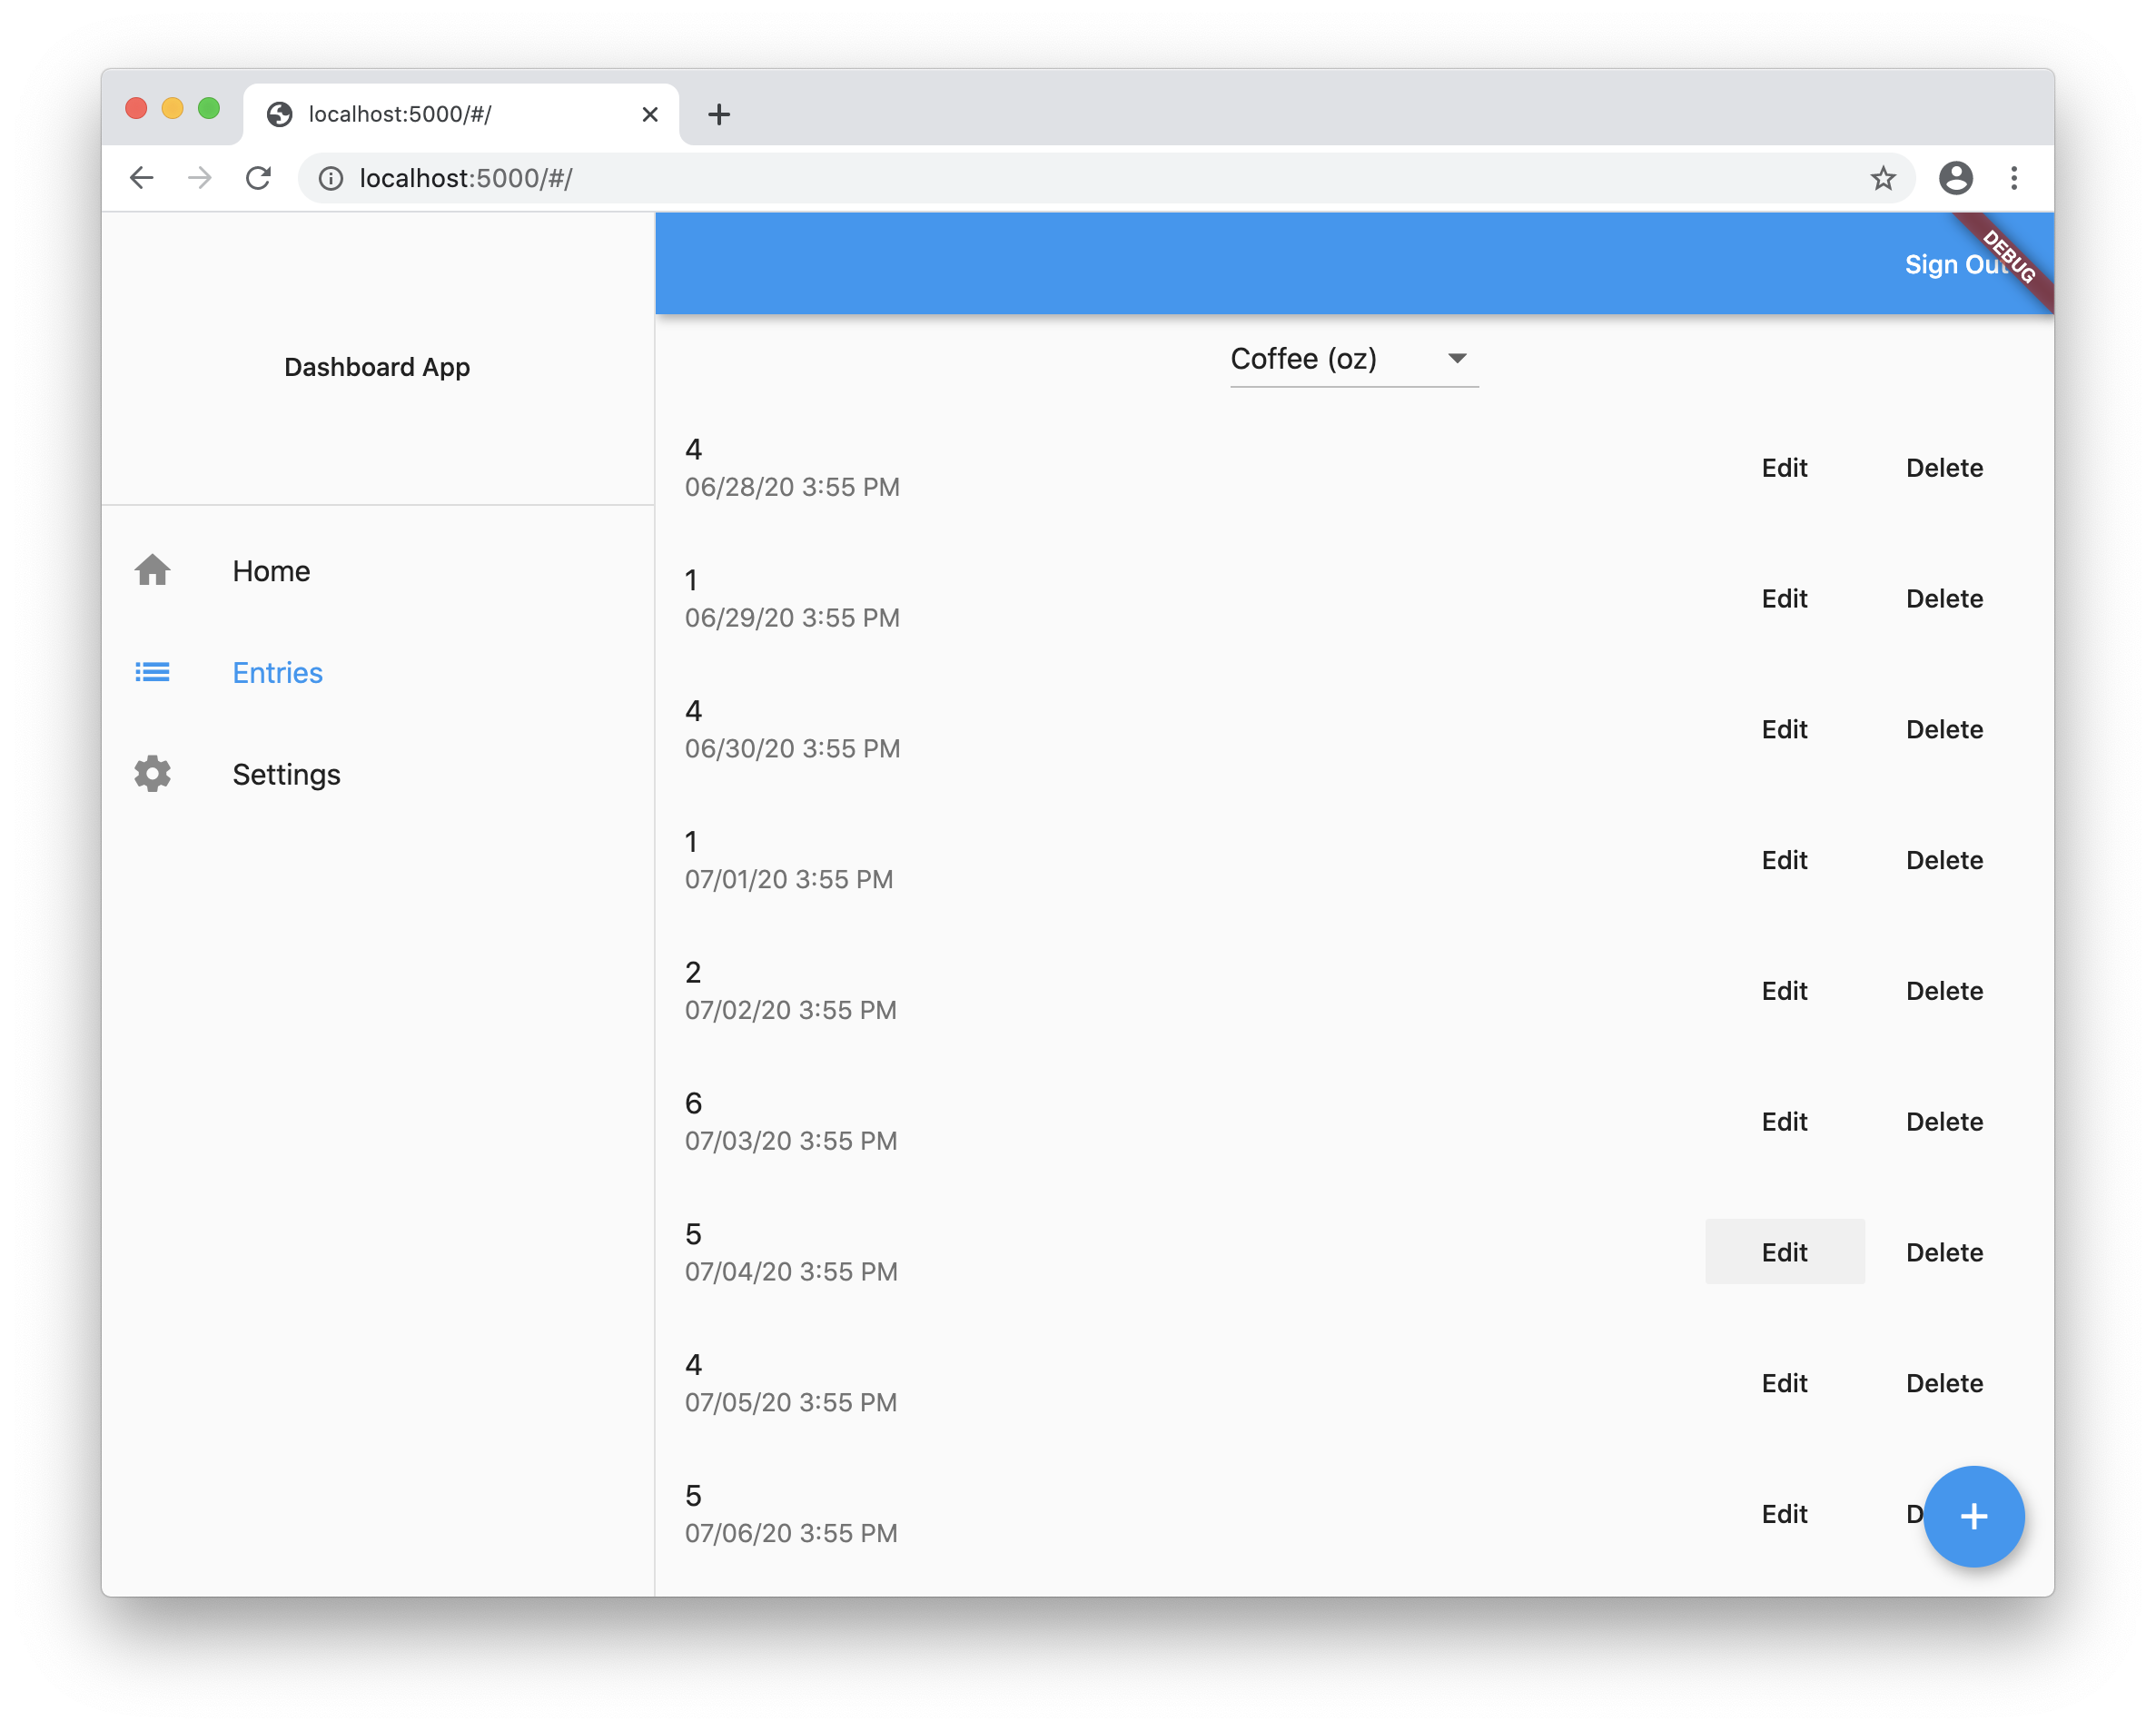 localhost:5000/#/
localhost:5000/#/
Sign Out
DEBUG
Dashboard App
Home
Entries
Settings
Coffee (oz)
4
06/28/20 3:55 PM
Edit Delete
1
06/29/20 3:55 PM
Edit Delete
4
06/30/20 3:55 PM
Edit Delete
1
07/01/20 3:55 PM
Edit Delete
2
07/02/20 3:55 PM
Edit Delete
6
07/03/20 3:55 PM
Edit Delete
5
07/04/20 3:55 PM
Edit Delete
4
07/05/20 3:55 PM
Edit Delete
5
07/06/20 3:55 PM
Edit D